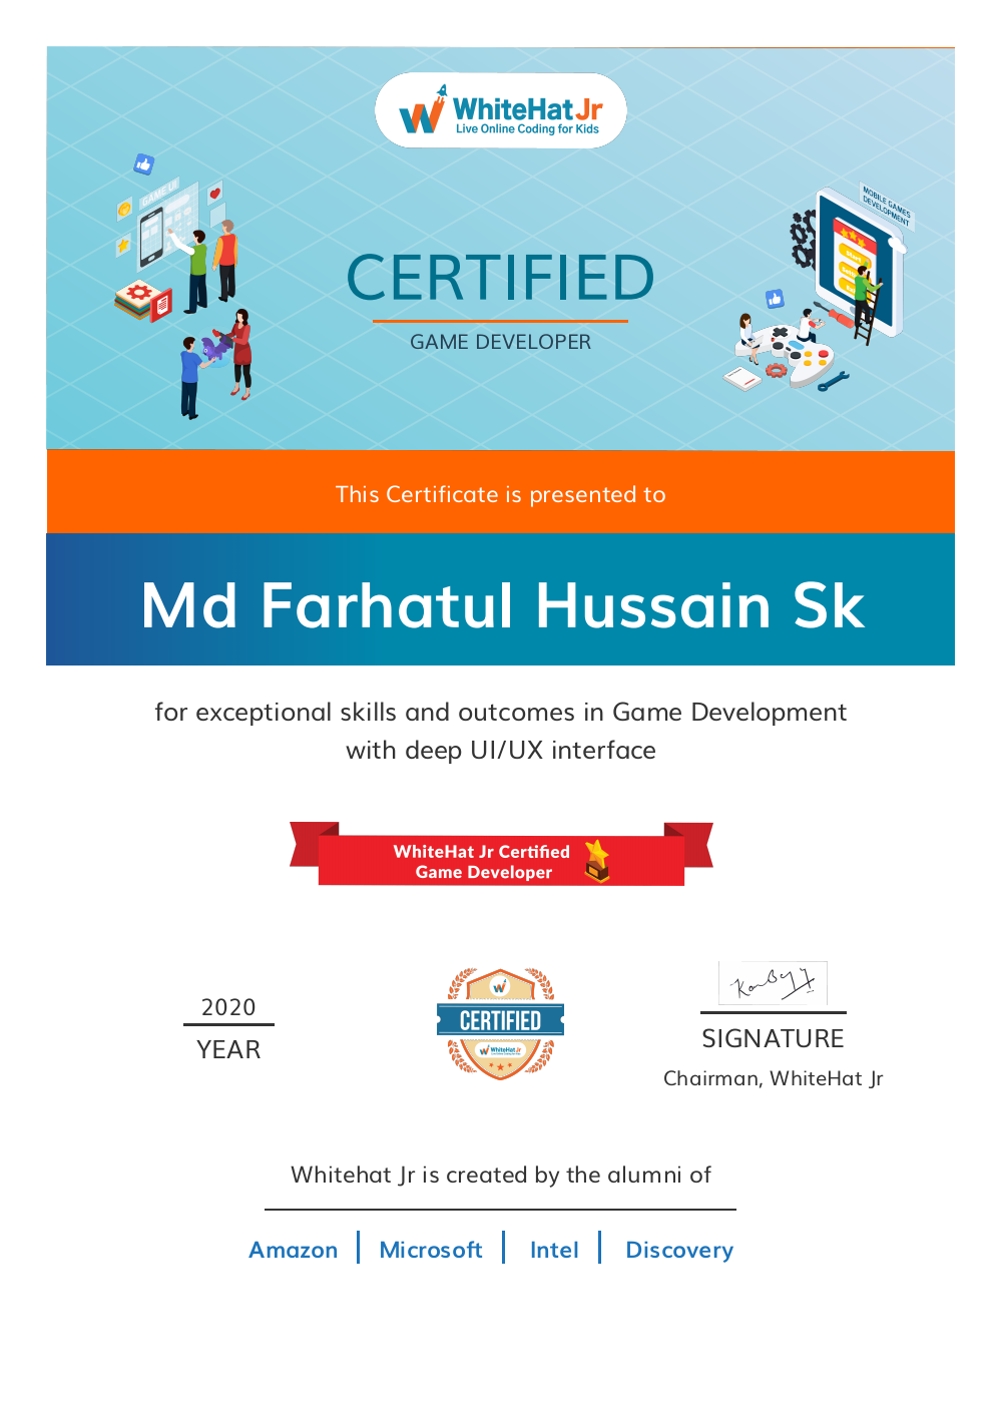 WhiteHat Jr
Live Online Coding for Kids
GAME UI
MOBILE GAMES
DEVELOPMENT
CERTIFIED
GAME DEVELOPER
This Certificate is presented to
Md Farhatul Hussain Sk
for exceptional skills and outcomes in Game Development
with deep UI/UX interface
WhiteHat Jr Certified
Game Developer
2020
YEAR
CERTIFIED
WhiteHat Jr
SIGNATURE
Chairman, WhiteHat Jr
Whitehat Jr is created by the alumni of
Amazon | Microsoft | Intel | Discovery